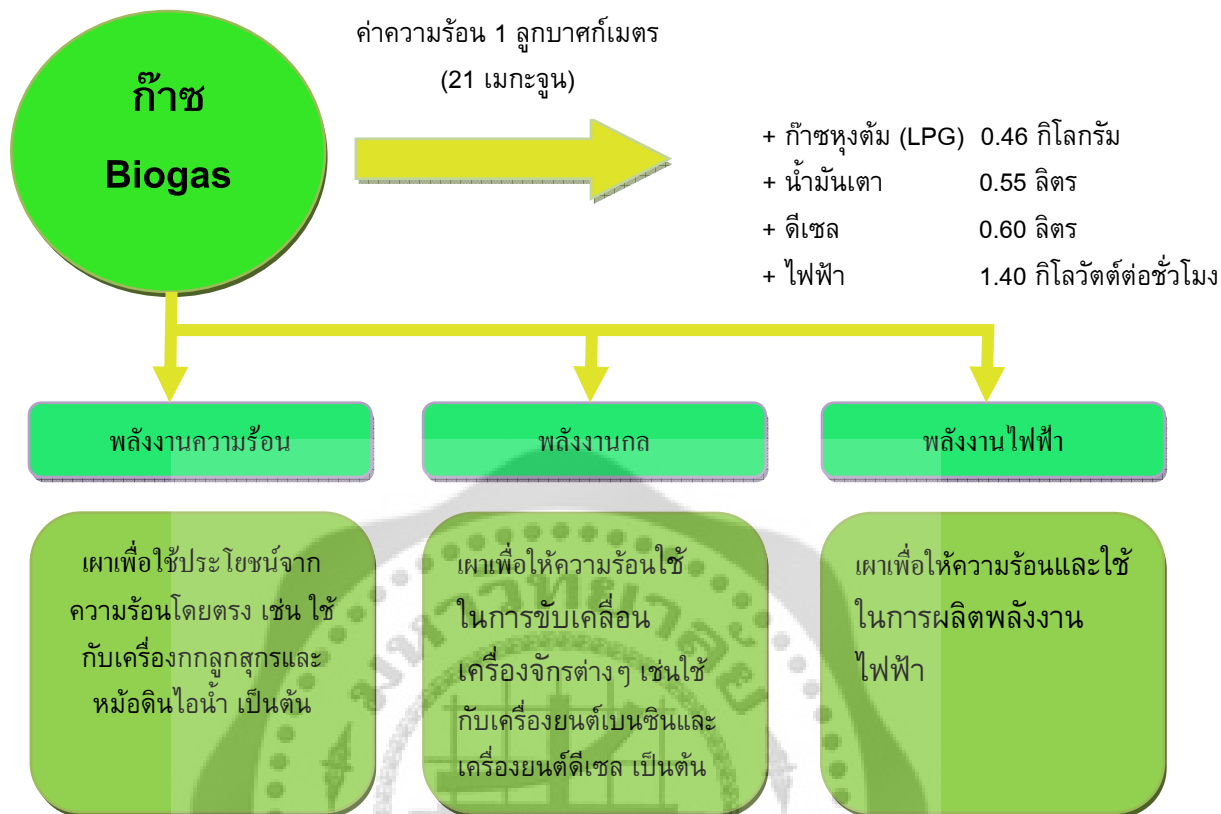 ก๊าซ
Biogas
ค่าความร้อน 1 ลูกบาศก์เมตร
(21 เมกะจูน)
+ ก๊าซหุงต้ม (LPG) 0.46 กิโลกรัม
+ น้ำมันเตา 0.55 ลิตร
+ ดีเซล 0.60 ลิตร
+ ไฟฟ้า 1.40 กิโลวัตต์ต่อชั่วโมง
พลังงานความร้อน
พลังงานกล
พลังงานไฟฟ้า
เผาเพื่อใช้ประโยชน์จาก
ความร้อนโดยตรง เช่น ใช้
กับเครื่องกกลูกสุกรและ
หม้อดินไอน้ำ เป็นต้น
เผาเพื่อให้ความร้อนใช้
ในการขับเคลื่อน
เครื่องจักรต่างๆ เช่นใช้
กับเครื่องยนต์เบนซินและ
เครื่องยนต์ดีเซล เป็นต้น
เผาเพื่อให้ความร้อนและใช้
ในการผลิตพลังงาน
ไฟฟ้า
มหาวิทยาลัย